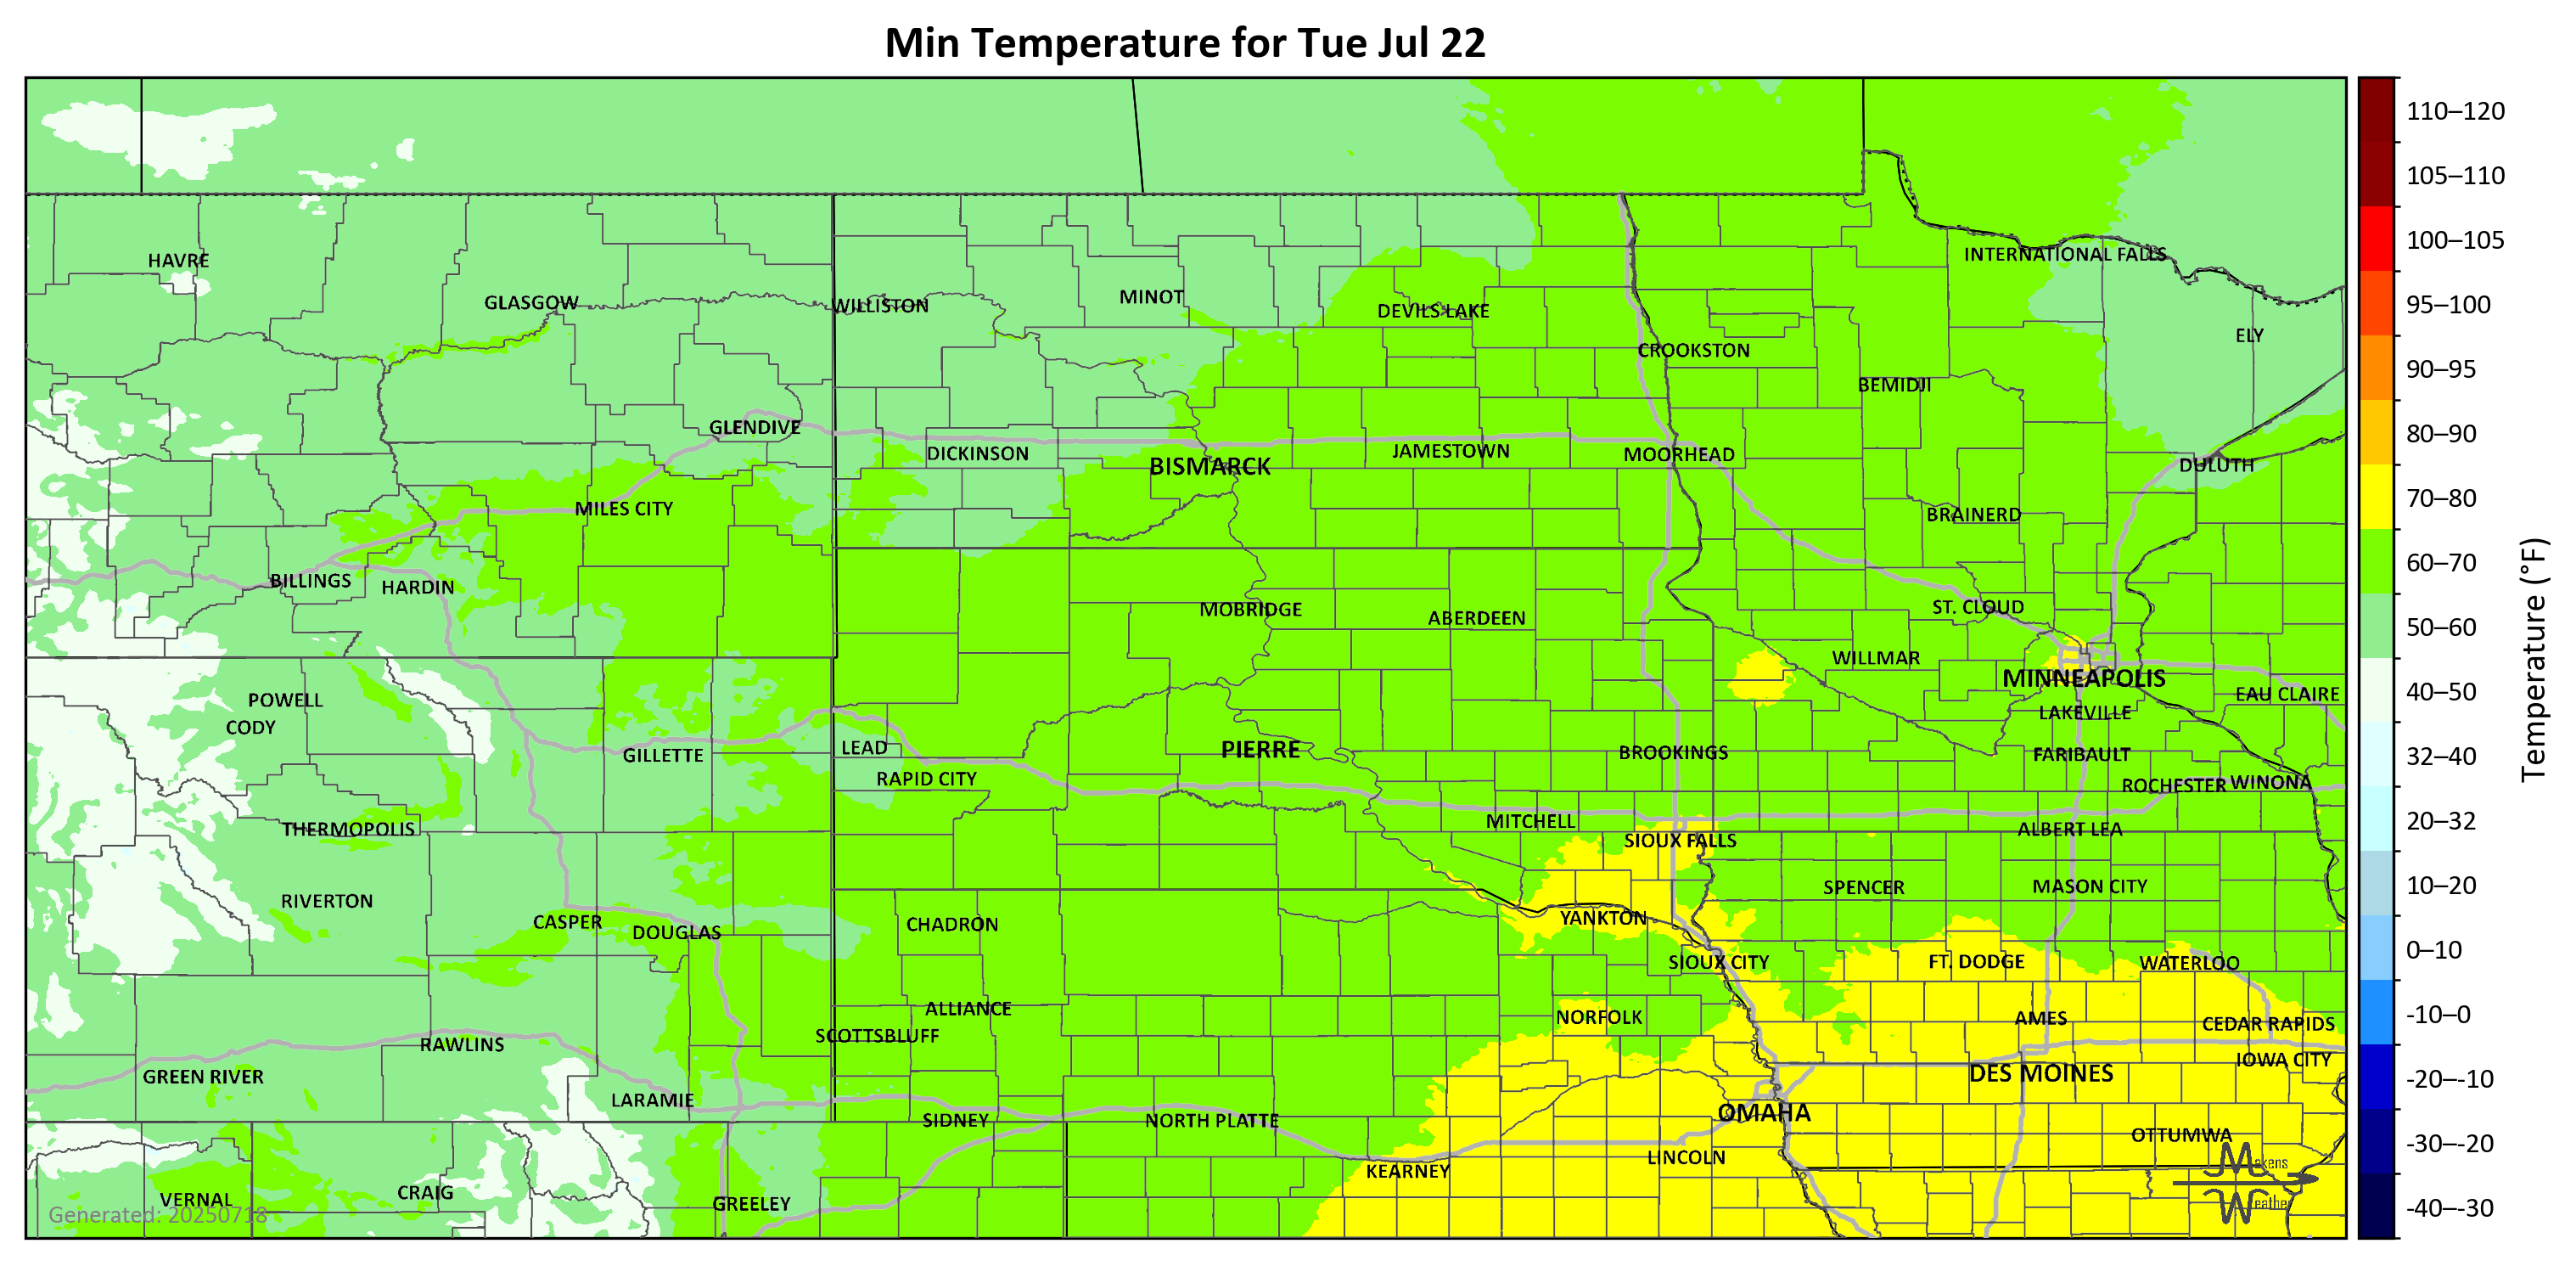 Min Temperature for Tue Jul 22
HAVRE
GLASGOW
WILLISTON
MINOT
DEVILS LAKE
INTERNATIONAL FALLS
ELY
CROOKSTON
BEMIDJI
GLENDIVE
DICKINSON
BISMARCK
JAMESTOWN
MOORHEAD
DULUTH
MILES CITY
BRAINERD
BILLINGS
HARDIN
MOBRIDGE
ABERDEEN
ST. CLOUD
WILLMAR
MINNEAPOLIS
EAU CLAIRE
POWELL
CODY
LAKEVILLE
GILLETTE
LEAD
PIERRE
BROOKINGS
FARIBAULT
RAPID CITY
ROCHESTER
WINONA
THERMOPOLIS
MITCHELL
SIOUX FALLS
ALBERT LEA
RIVERTON
SPENCER
MASON CITY
CASPER
DOUGLAS
CHADRON
YANKTON
SIOUX CITY
FT. DODGE
WATERLOO
ALLIANCE
NORFOLK
AMES
CEDAR RAPIDS
SCOTTSBLUFF
RAWLINS
IOWA CITY
GREEN RIVER
DES MOINES
LARAMIE
SIDNEY
NORTH PLATTE
OMAHA
OTTUMWA
KEARNEY
LINCOLN
VERNAL
CRAIG
GREELEY
Generated: 20250718
Makens
Weather
110–120
105–110
100–105
95–100
90–95
80–90
70–80
60–70
50–60
40–50
32–40
20–32
10–20
0–10
-10–0
-20–-10
-30–-20
-40–-30
Temperature (°F)